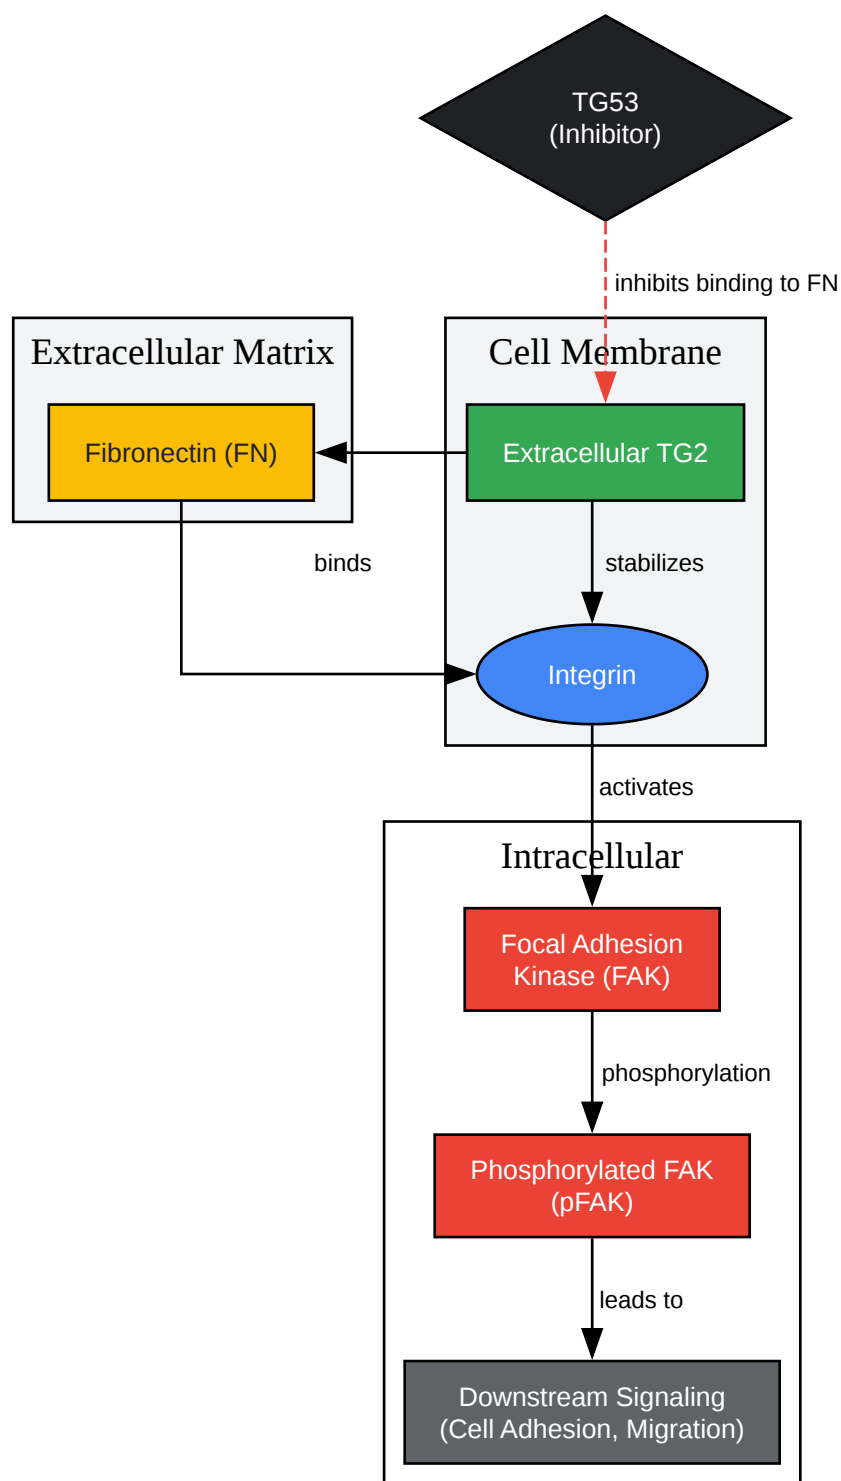 TG53
(Inhibitor)
inhibits binding to FN
Extracellular Matrix
Cell Membrane
Fibronectin (FN)
Extracellular TG2
binds
stabilizes
Integrin
activates
Intracellular
Focal Adhesion
Kinase (FAK)
phosphorylation
Phosphorylated FAK
(pFAK)
leads to
Downstream Signaling
(Cell Adhesion, Migration)